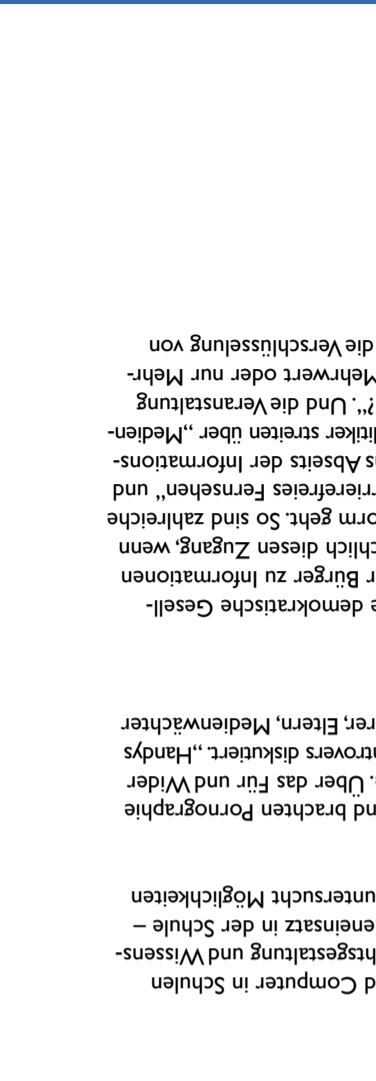 d Computer in Schulen
htsgestaltung und Wissens-
eneinsatz in der Schule –
untersucht Möglichkeiten
nd brachten Pornographie
. Über das Für und Wider
ntrovers diskutiert. „Handys
rer, Eltern, Medienwächter
e demokratische Gesell-
r Bürger zu Informationen
chlich diesen Zugang, wenn
orm geht. So sind zahlreiche
rrierefreies Fernsehen“ und
s Abseits der Informations-
litiker streiten über „Medien-
?“. Und die Veranstaltung
Mehrwert oder nur Mehr-
die Verschlüsselung von